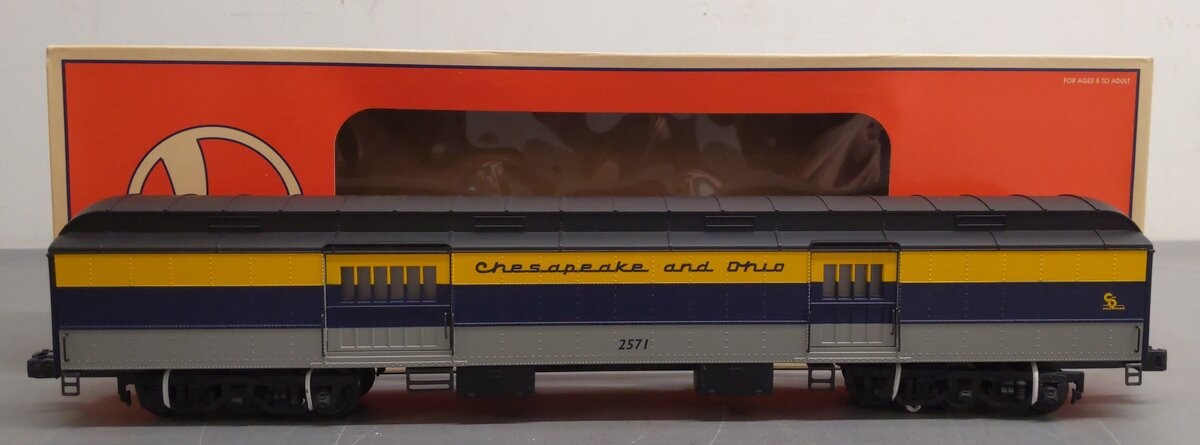 FOR AGES 8 TO ADULT
Chesapeake and Ohio
C&O
2571